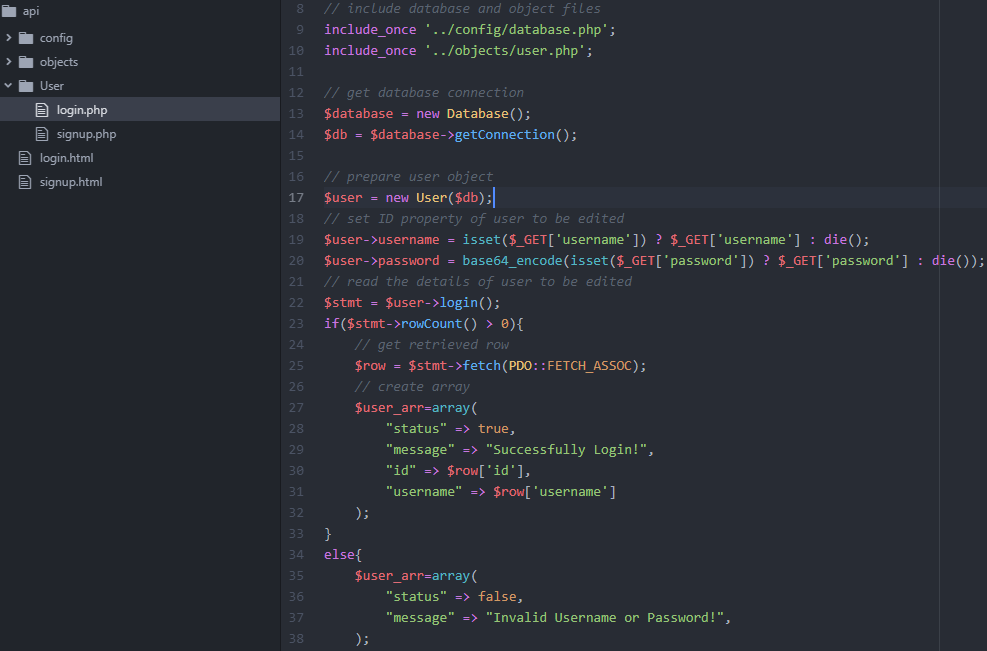 api
config
objects
User
login.php
signup.php
login.html
signup.html
8 // include database and object files
9 include_once '../config/database.php';
10 include_once '../objects/user.php';
11
12 // get database connection
13 $database = new Database();
14 $db = $database->getConnection();
15
16 // prepare user object
17 $user = new User($db);
18 // set ID property of user to be edited
19 $user->username = isset($_GET['username']) ? $_GET['username'] : die();
20 $user->password = base64_encode(isset($_GET['password']) ? $_GET['password'] : die());
21 // read the details of user to be edited
22 $stmt = $user->login();
23 if($stmt->rowCount() > 0){
24     // get retrieved row
25     $row = $stmt->fetch(PDO::FETCH_ASSOC);
26     // create array
27     $user_arr=array(
28         "status" => true,
29         "message" => "Successfully Login!",
30         "id" => $row['id'],
31         "username" => $row['username']
32     );
33 }
34 else{
35     $user_arr=array(
36         "status" => false,
37         "message" => "Invalid Username or Password!",
38     );